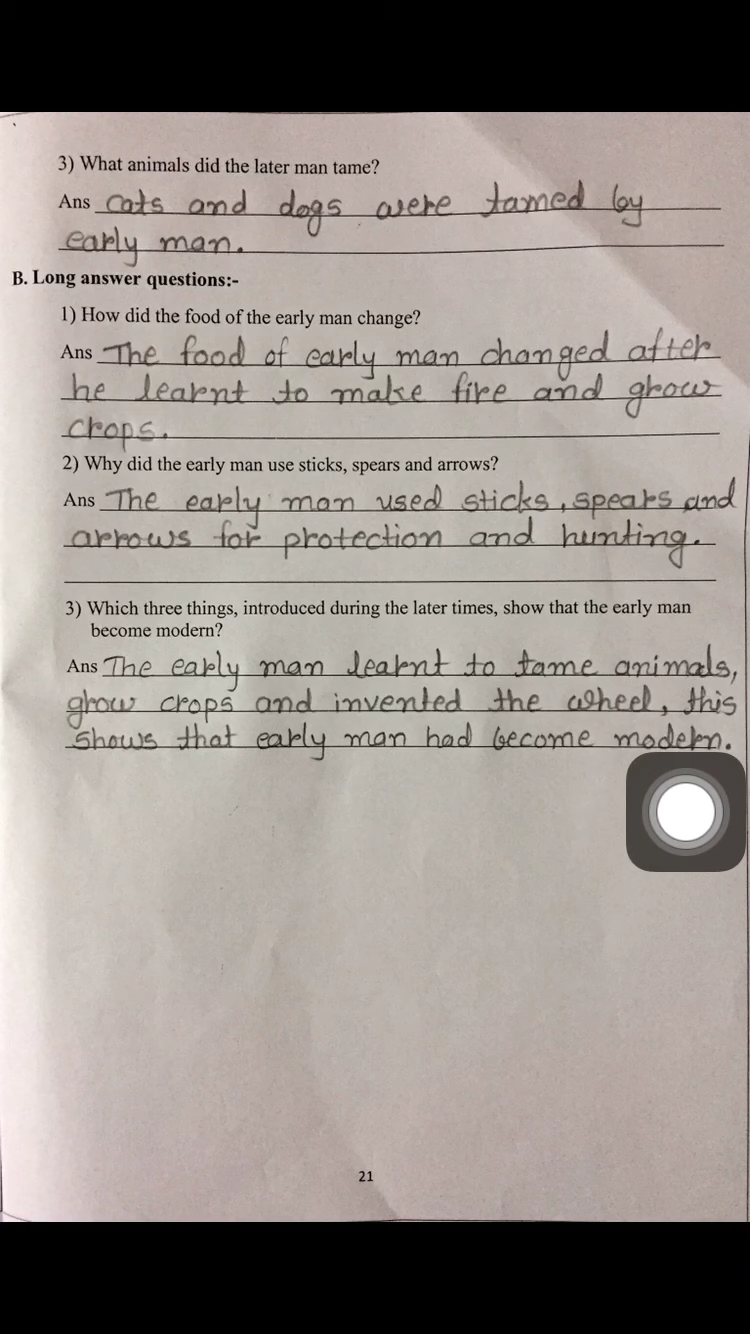 3) What animals did the later man tame?
Ans cats and dogs were tamed by
early man.
B. Long answer questions:-
1) How did the food of the early man change?
Ans The food of early man changed after
he learnt to make fire and grow
crops.
2) Why did the early man use sticks, spears and arrows?
Ans The early man used sticks, spears and
arrows for protection and hunting.
3) Which three things, introduced during the later times, show that the early man
become modern?
Ans The early man learnt to tame animals,
grow crops and invented the wheel, this
shows that early man had become modern.
21